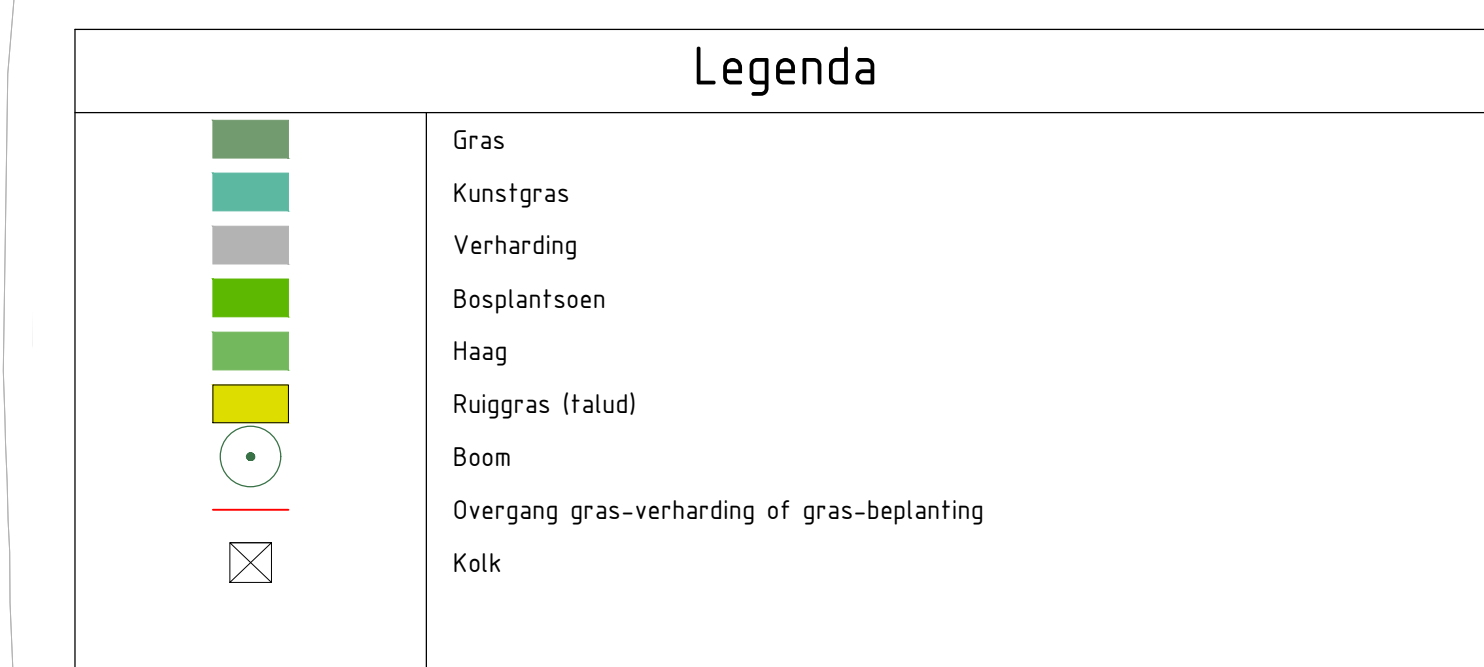 Legenda
Gras
Kunstgras
Verharding
Bosplantsoen
Haag
Ruiggras (talud)
Boom
Overgang gras-verharding of gras-beplanting
Kolk